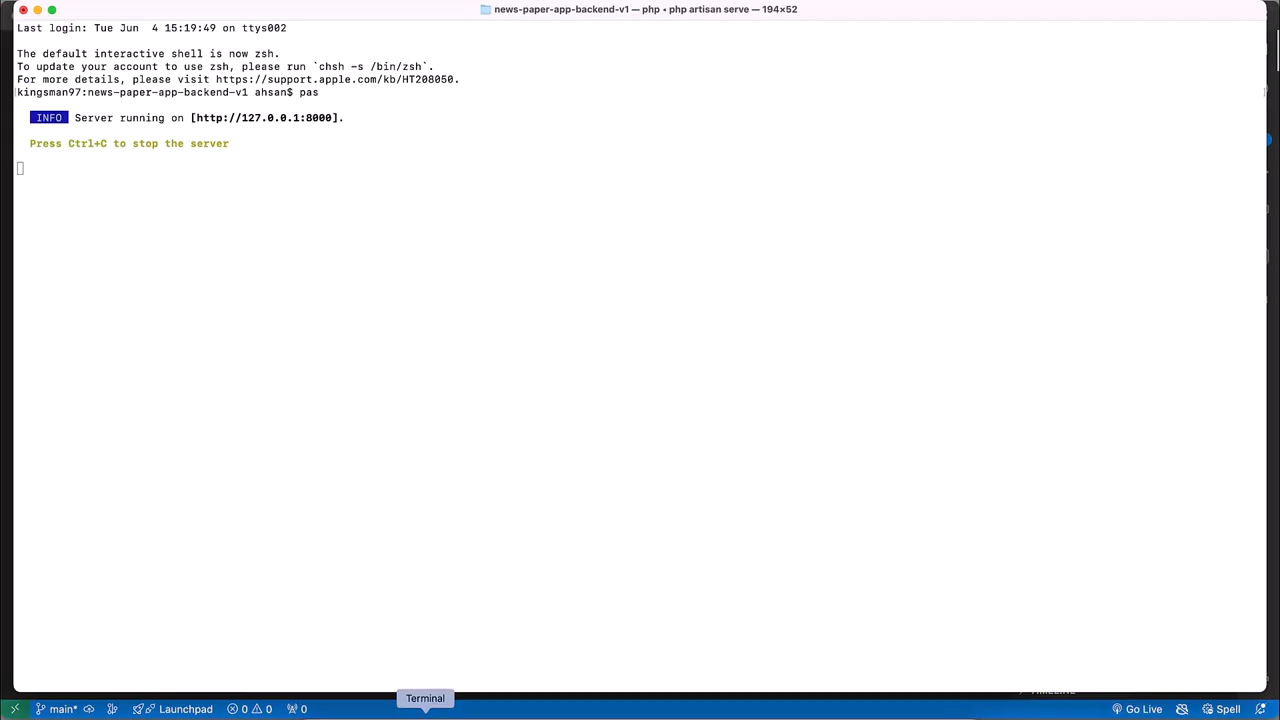 news-paper-app-backend-v1 — php • php artisan serve — 194×52
Last login: Tue Jun  4 15:19:49 on ttys002
The default interactive shell is now zsh.
To update your account to use zsh, please run `chsh -s /bin/zsh`.
For more details, please visit https://support.apple.com/kb/HT208050.
kingsman97:news-paper-app-backend-v1 ahsan$ pas
INFO Server running on [http://127.0.0.1:8000].
Press Ctrl+C to stop the server
TIMELINE
Terminal
main* Launchpad 0 0 0 Go Live Spell